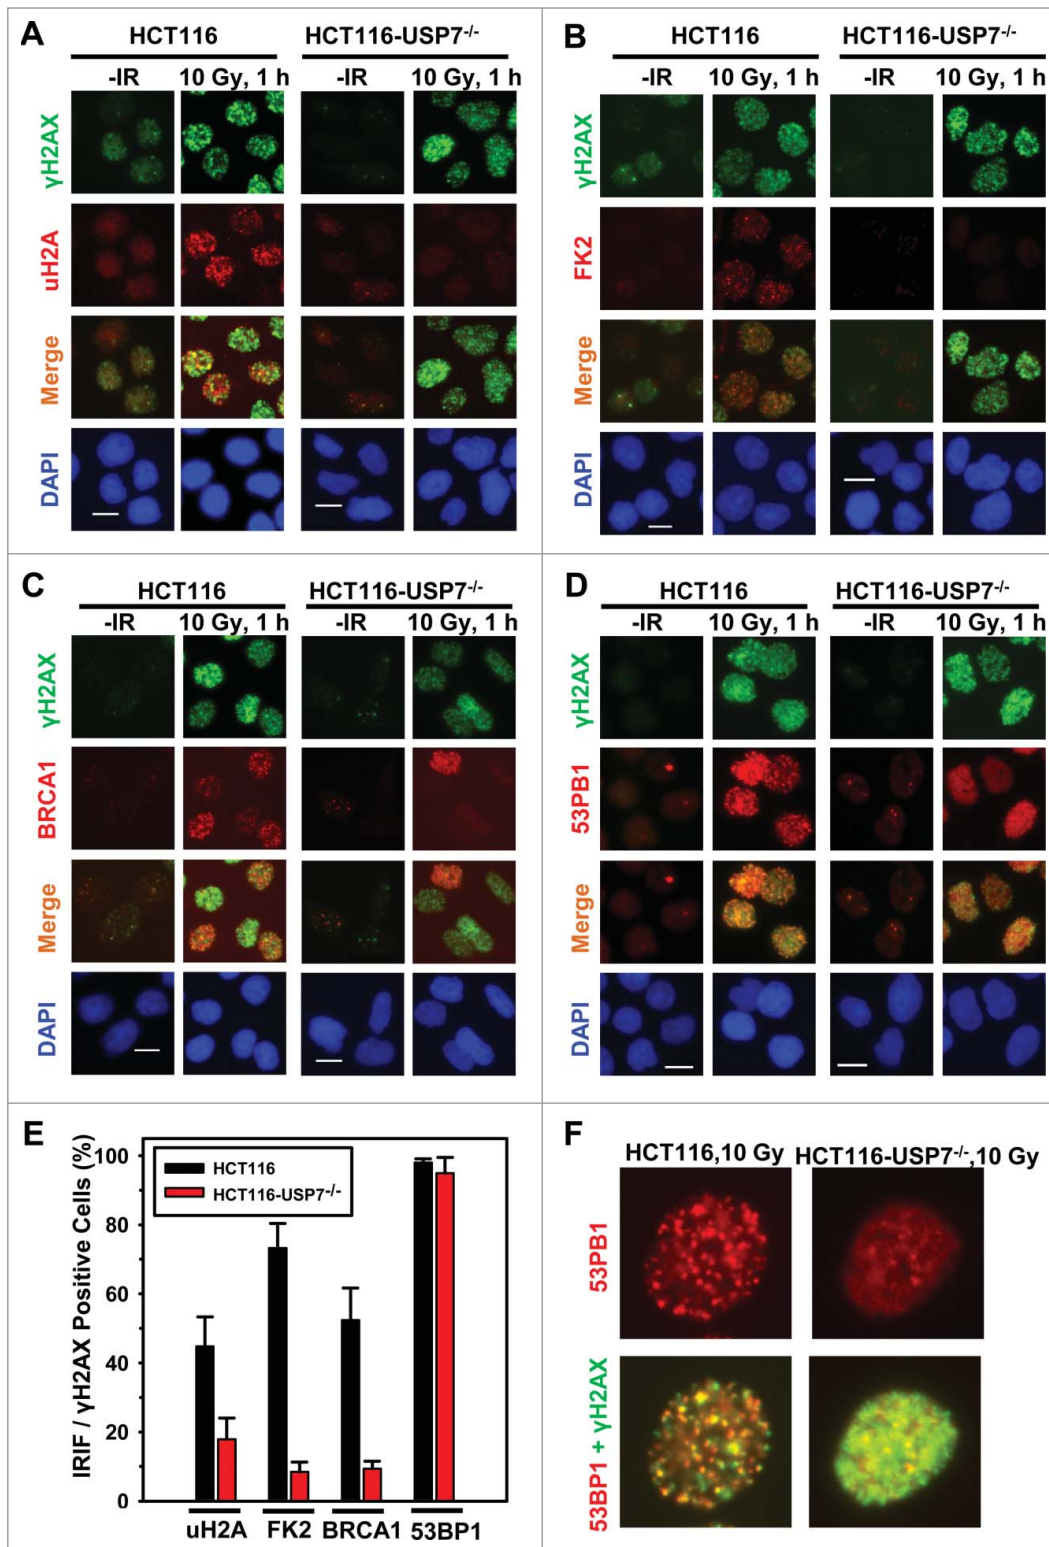 A
HCT116 HCT116-USP7-/-
-IR 10 Gy, 1 h -IR 10 Gy, 1 h
γH2AX
uH2A
Merge
DAPI
B
HCT116 HCT116-USP7-/-
-IR 10 Gy, 1 h -IR 10 Gy, 1 h
γH2AX
FK2
Merge
DAPI
C
HCT116 HCT116-USP7-/-
-IR 10 Gy, 1 h -IR 10 Gy, 1 h
γH2AX
BRCA1
Merge
DAPI
D
HCT116 HCT116-USP7-/-
-IR 10 Gy, 1 h -IR 10 Gy, 1 h
γH2AX
53PB1
Merge
DAPI
E
IRIF / γH2AX Positive Cells (%)
100
80
60
40
20
0
HCT116
HCT116-USP7-/-
uH2A FK2 BRCA1 53BP1
F
HCT116,10 Gy HCT116-USP7-/-,10 Gy
53PB1
53BP1 + γH2AX